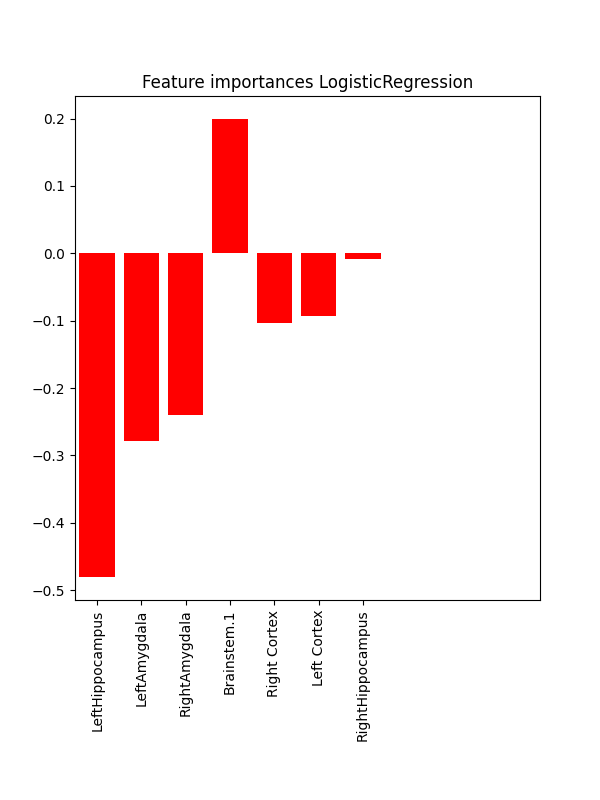 Feature importances LogisticRegression
0.2
0.1
0.0
−0.1
−0.2
−0.3
−0.4
−0.5
LeftHippocampus
LeftAmygdala
RightAmygdala
Brainstem.1
Right Cortex
Left Cortex
RightHippocampus